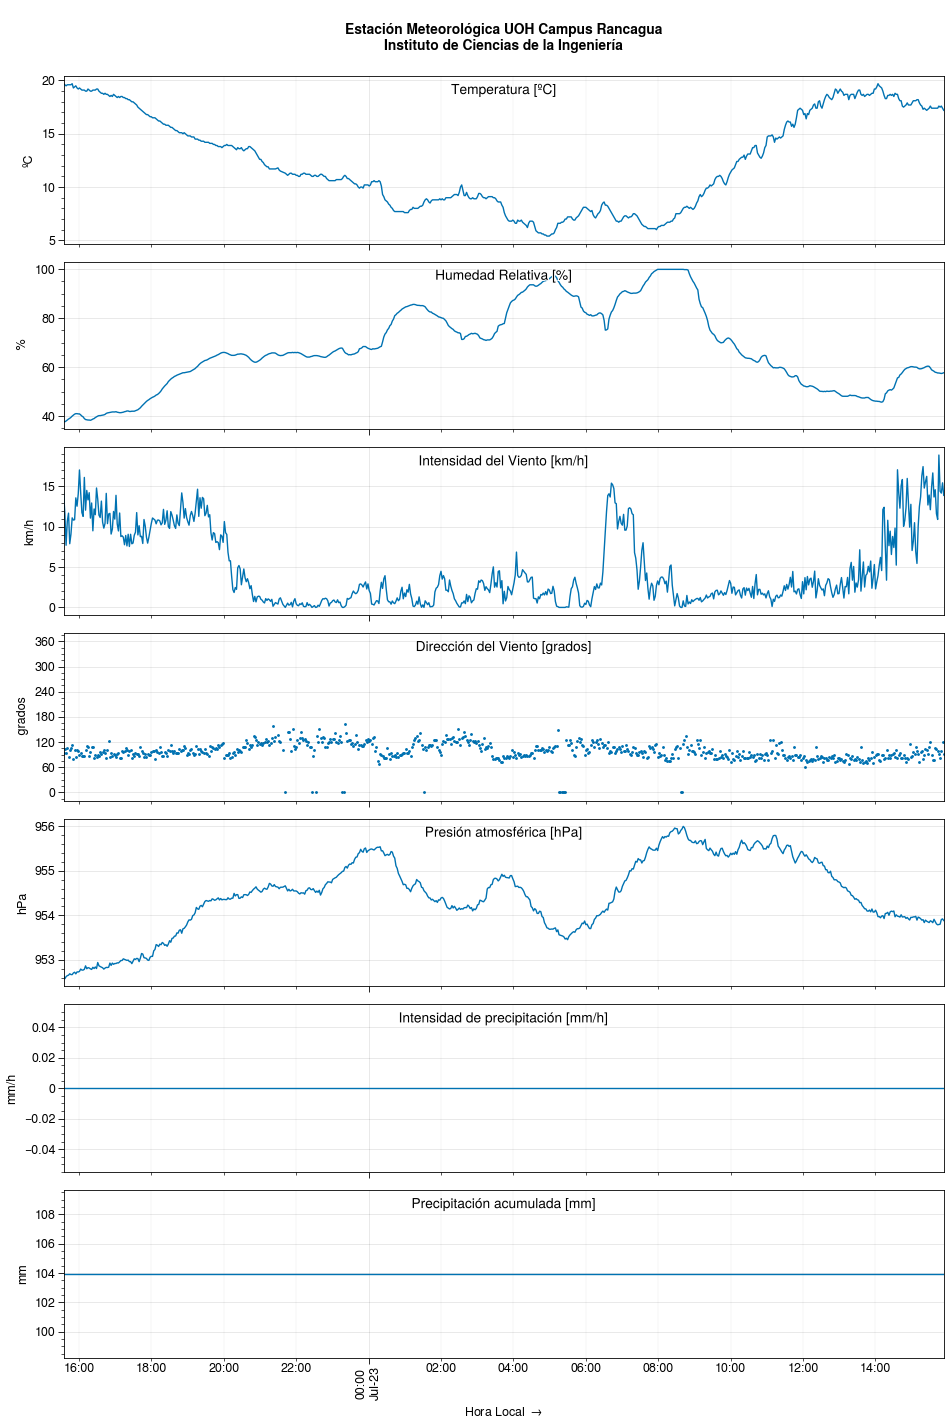 Estación Meteorológica UOH Campus Rancagua
Instituto de Ciencias de la Ingeniería
Temperatura [ºC]
20
15
10
5
ºC
Humedad Relativa [%]
100
80
60
40
%
Intensidad del Viento [km/h]
15
10
5
0
km/h
Dirección del Viento [grados]
360
300
240
180
120
60
0
grados
Presión atmosférica [hPa]
956
955
954
953
hPa
Intensidad de precipitación [mm/h]
0.04
0.02
0
−0.02
−0.04
mm/h
Precipitación acumulada [mm]
108
106
104
102
100
mm
16:00 18:00 20:00 22:00 00:00 02:00 04:00 06:00 08:00 10:00 12:00 14:00
Jul-23
Hora Local →